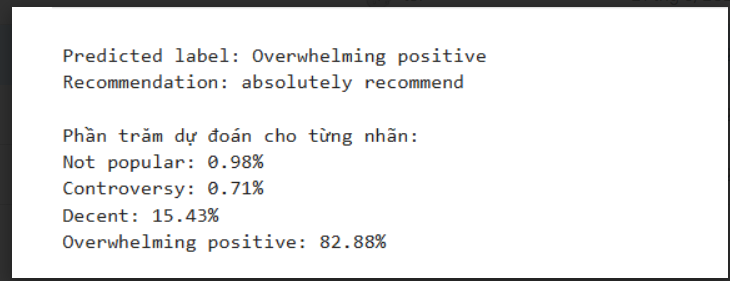 Predicted label: Overwhelming positive
Recommendation: absolutely recommend
Phần trăm dự đoán cho từng nhãn:
Not popular: 0.98%
Controversy: 0.71%
Decent: 15.43%
Overwhelming positive: 82.88%